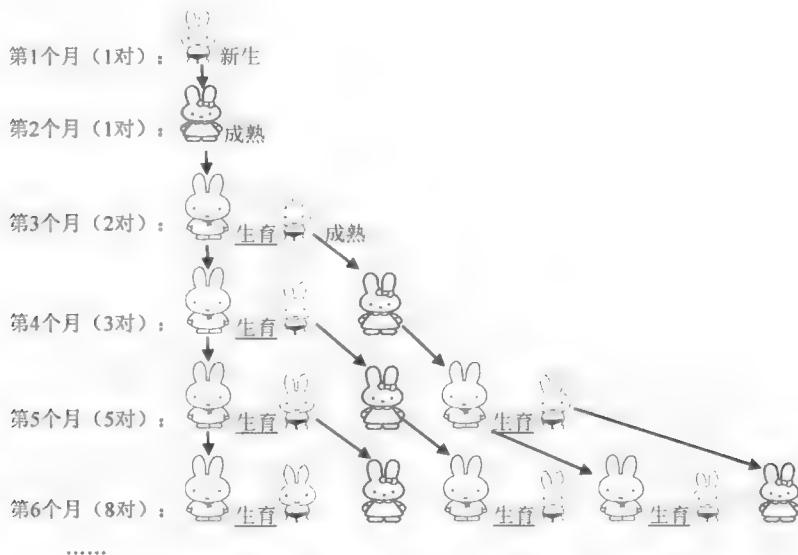 第1个月（1对）： 新生
第2个月（1对）： 成熟
第3个月（2对）： 生育 成熟
第4个月（3对）： 生育
第5个月（5对）： 生育 生育
第6个月（8对）： 生育 生育 生育
……